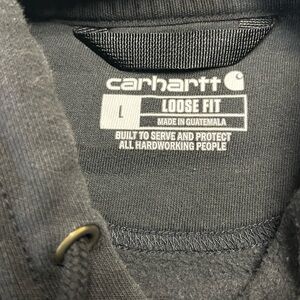 carhartt
L
LOOSE FIT
MADE IN GUATEMALA
BUILT TO SERVE AND PROTECT
ALL HARDWORKING PEOPLE